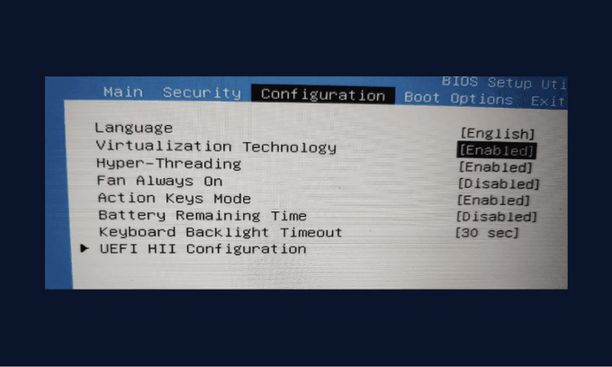 BIOS Setup Uti
Main Security Configuration Boot Options Exit
Language [English]
Virtualization Technology [Enabled]
Hyper-Threading [Enabled]
Fan Always On [Disabled]
Action Keys Mode [Enabled]
Battery Remaining Time [Disabled]
Keyboard Backlight Timeout [30 sec]
▶ UEFI HII Configuration